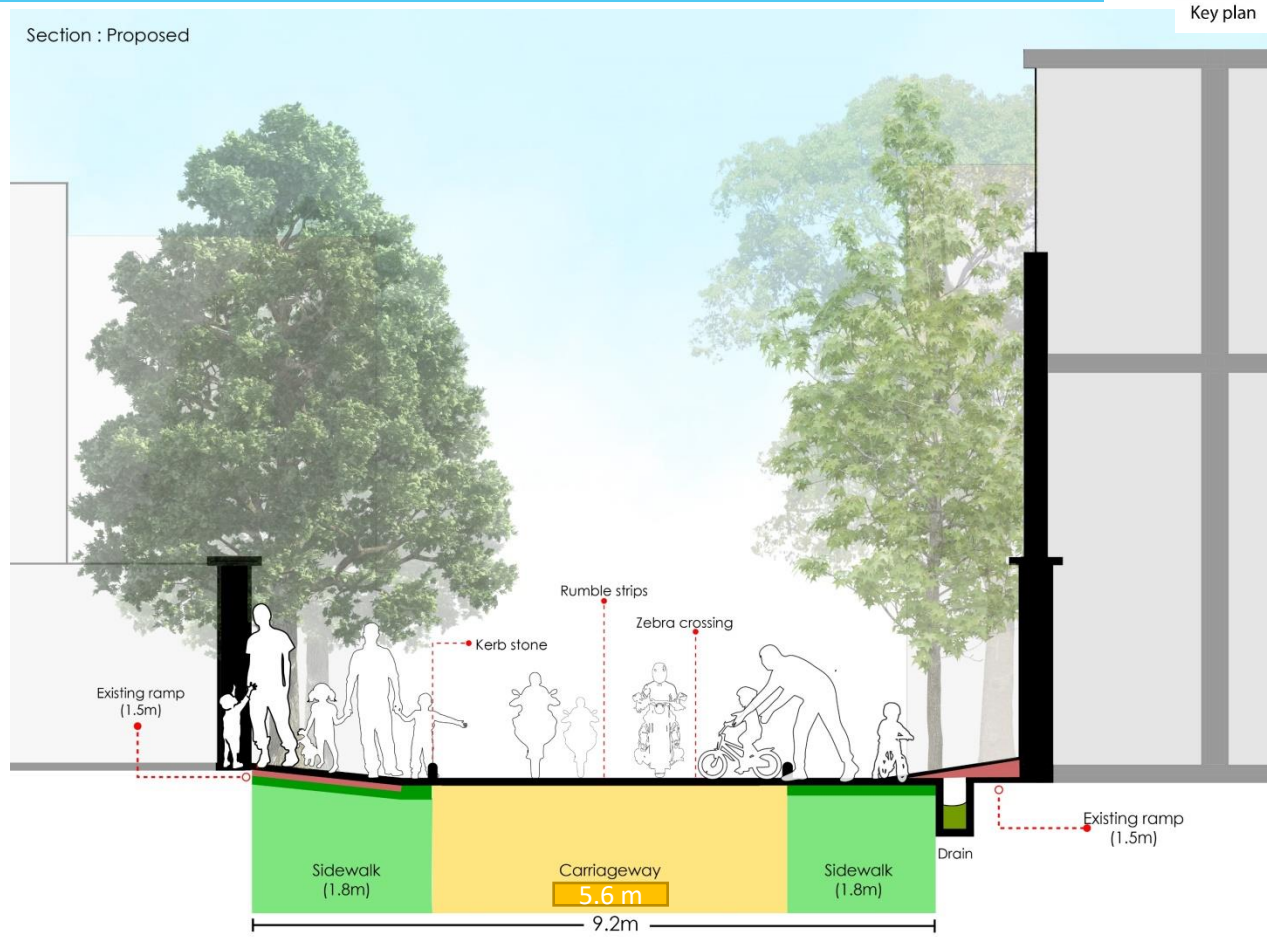 Key plan
Section : Proposed
Rumble strips
Zebra crossing
Kerb stone
Existing ramp
(1.5m)
Existing ramp
(1.5m)
Drain
Sidewalk
(1.8m)
Carriageway
5.6 m
Sidewalk
(1.8m)
9.2m